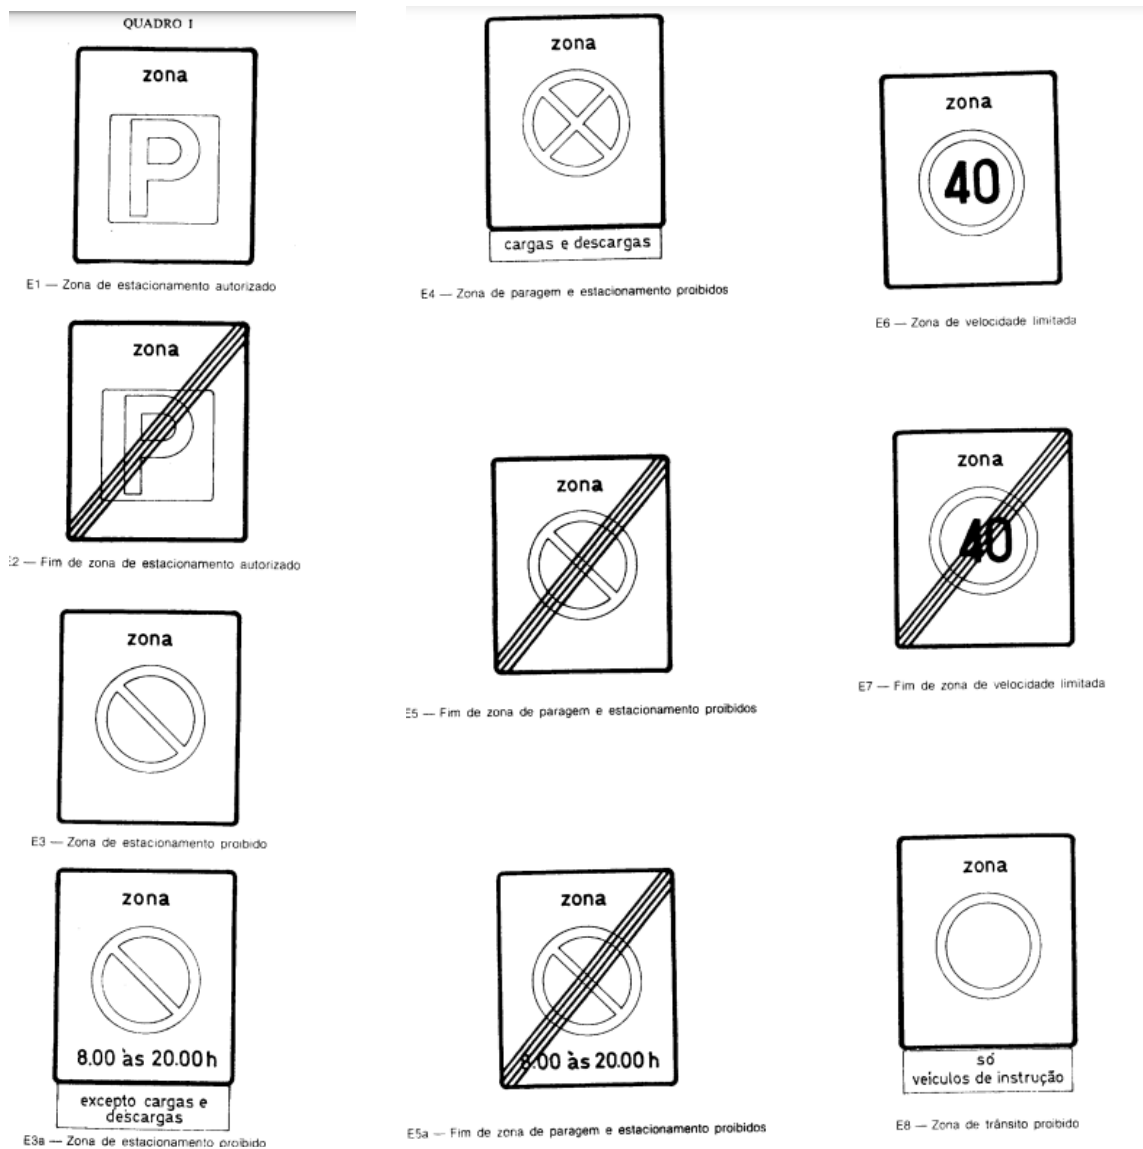 QUADRO I
zona
P
E1 — Zona de estacionamento autorizado
zona
P
:2 — Fim de zona de estacionamento autorizado
zona
E3 — Zona de estacionamento proibido
zona
8.00 às 20.00 h
excepto cargas e
descargas
E3a — Zona de estacionamento proibido
zona
cargas e descargas
E4 — Zona de paragem e estacionamento proibidos
zona
E5 — Fim de zona de paragem e estacionamento proibidos
zona
8.00 às 20.00 h
E5a — Fim de zona de paragem e estacionamento proibidos
zona
40
E6 — Zona de velocidade limitada
zona
40
E7 — Fim de zona de velocidade limitada
zona
só
veículos de instrução
E8 — Zona de trânsito proibido